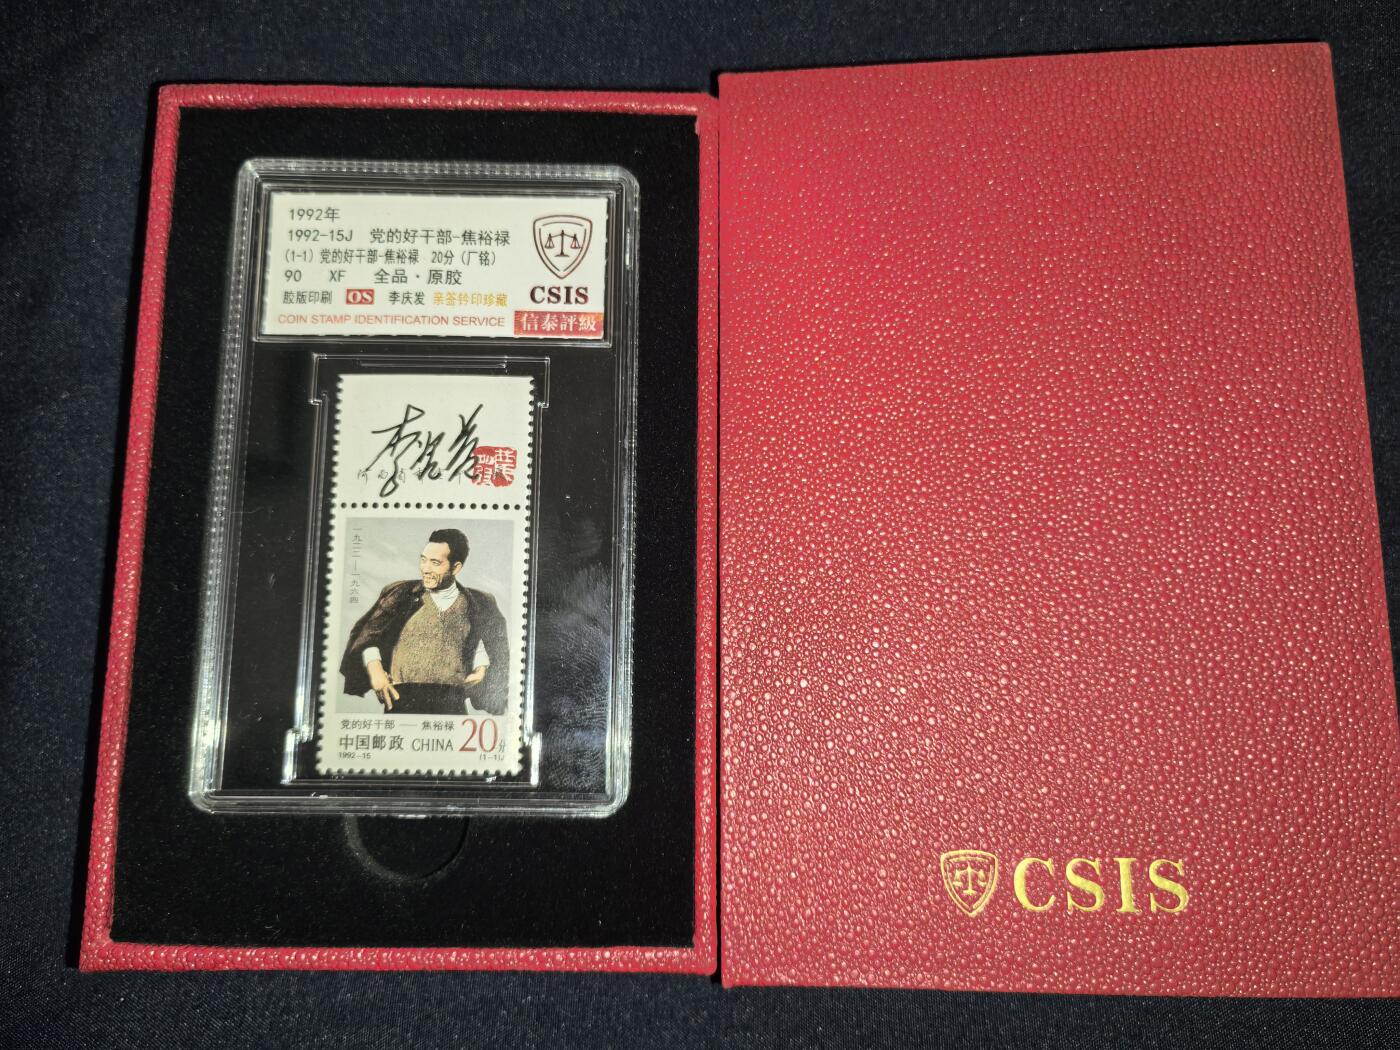 1992年
1992-15J 党的好干部-焦裕禄
(1-1) 党的好干部-焦裕禄 20分 (厂铭)
90 XF 全品·原胶
胶版印刷 OS 李庆发 亲签钤印珍藏
COIN STAMP IDENTIFICATION SERVICE
CSIS
信泰評級
李
一九二二—一九六四
党的好干部 —— 焦裕禄
中国邮政 CHINA 20分
1992-15 (1-1)J
CSIS